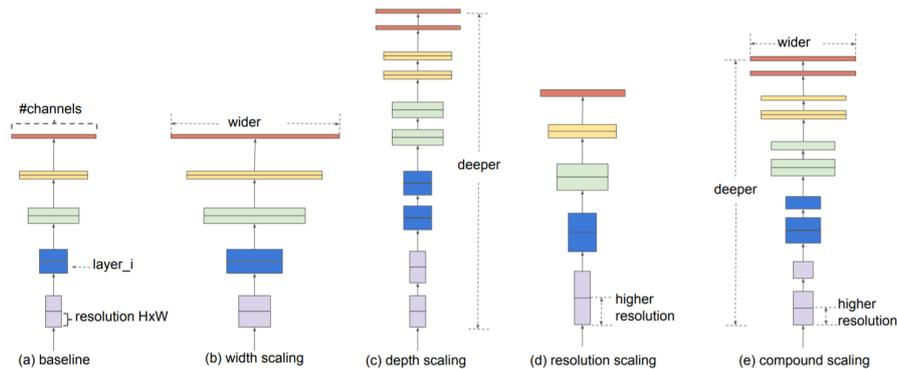 #channels
layer_i
resolution HxW
(a) baseline
wider
(b) width scaling
deeper
(c) depth scaling
higher
resolution
(d) resolution scaling
wider
deeper
higher
resolution
(e) compound scaling